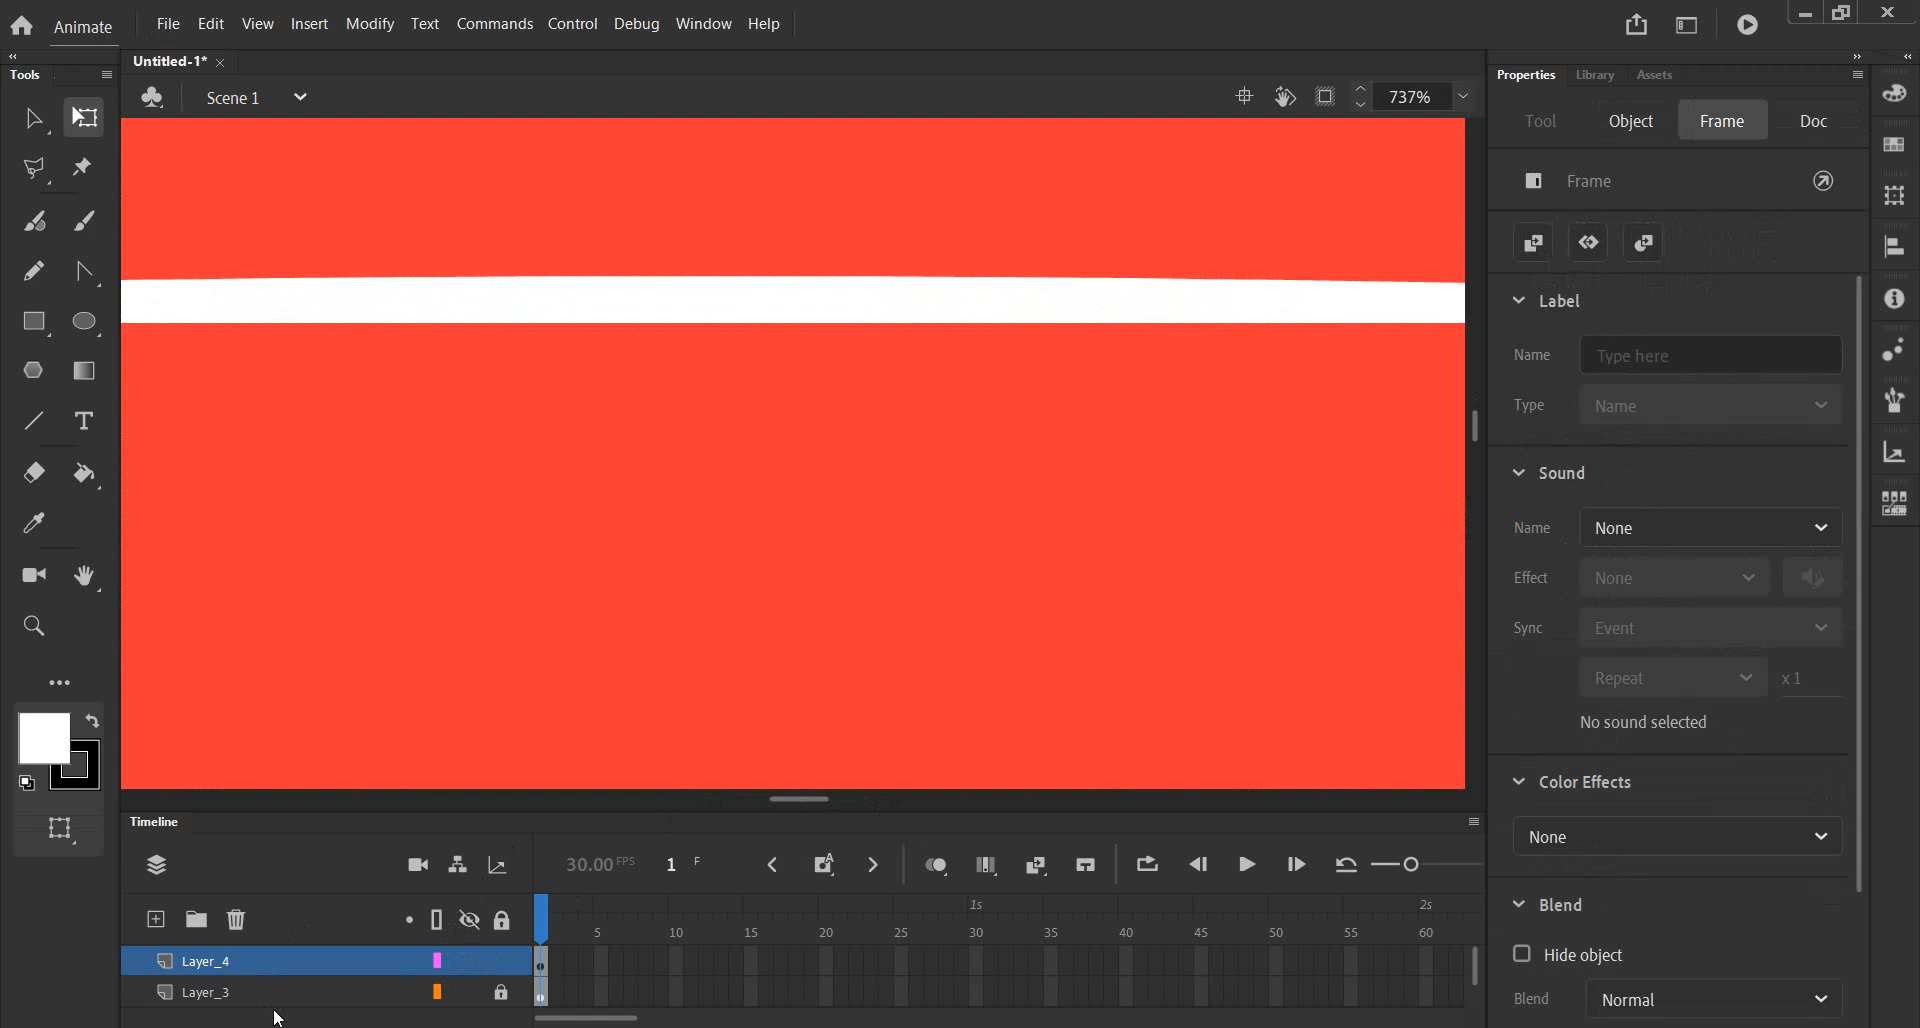 Animate File Edit View Insert Modify Text Commands Control Debug Window Help
Tools
Untitled-1*
Scene 1
737%
Properties Library Assets
Tool Object Frame Doc
Frame
Label
Name Type here
Type Name
Sound
Name None
Effect None
Sync Event
Repeat x 1
No sound selected
Color Effects
None
Blend
Hide object
Blend Normal
Timeline
30.00 FPS 1 F
1s 2s
5 10 15 20 25 30 35 40 45 50 55 60
Layer_4
Layer_3